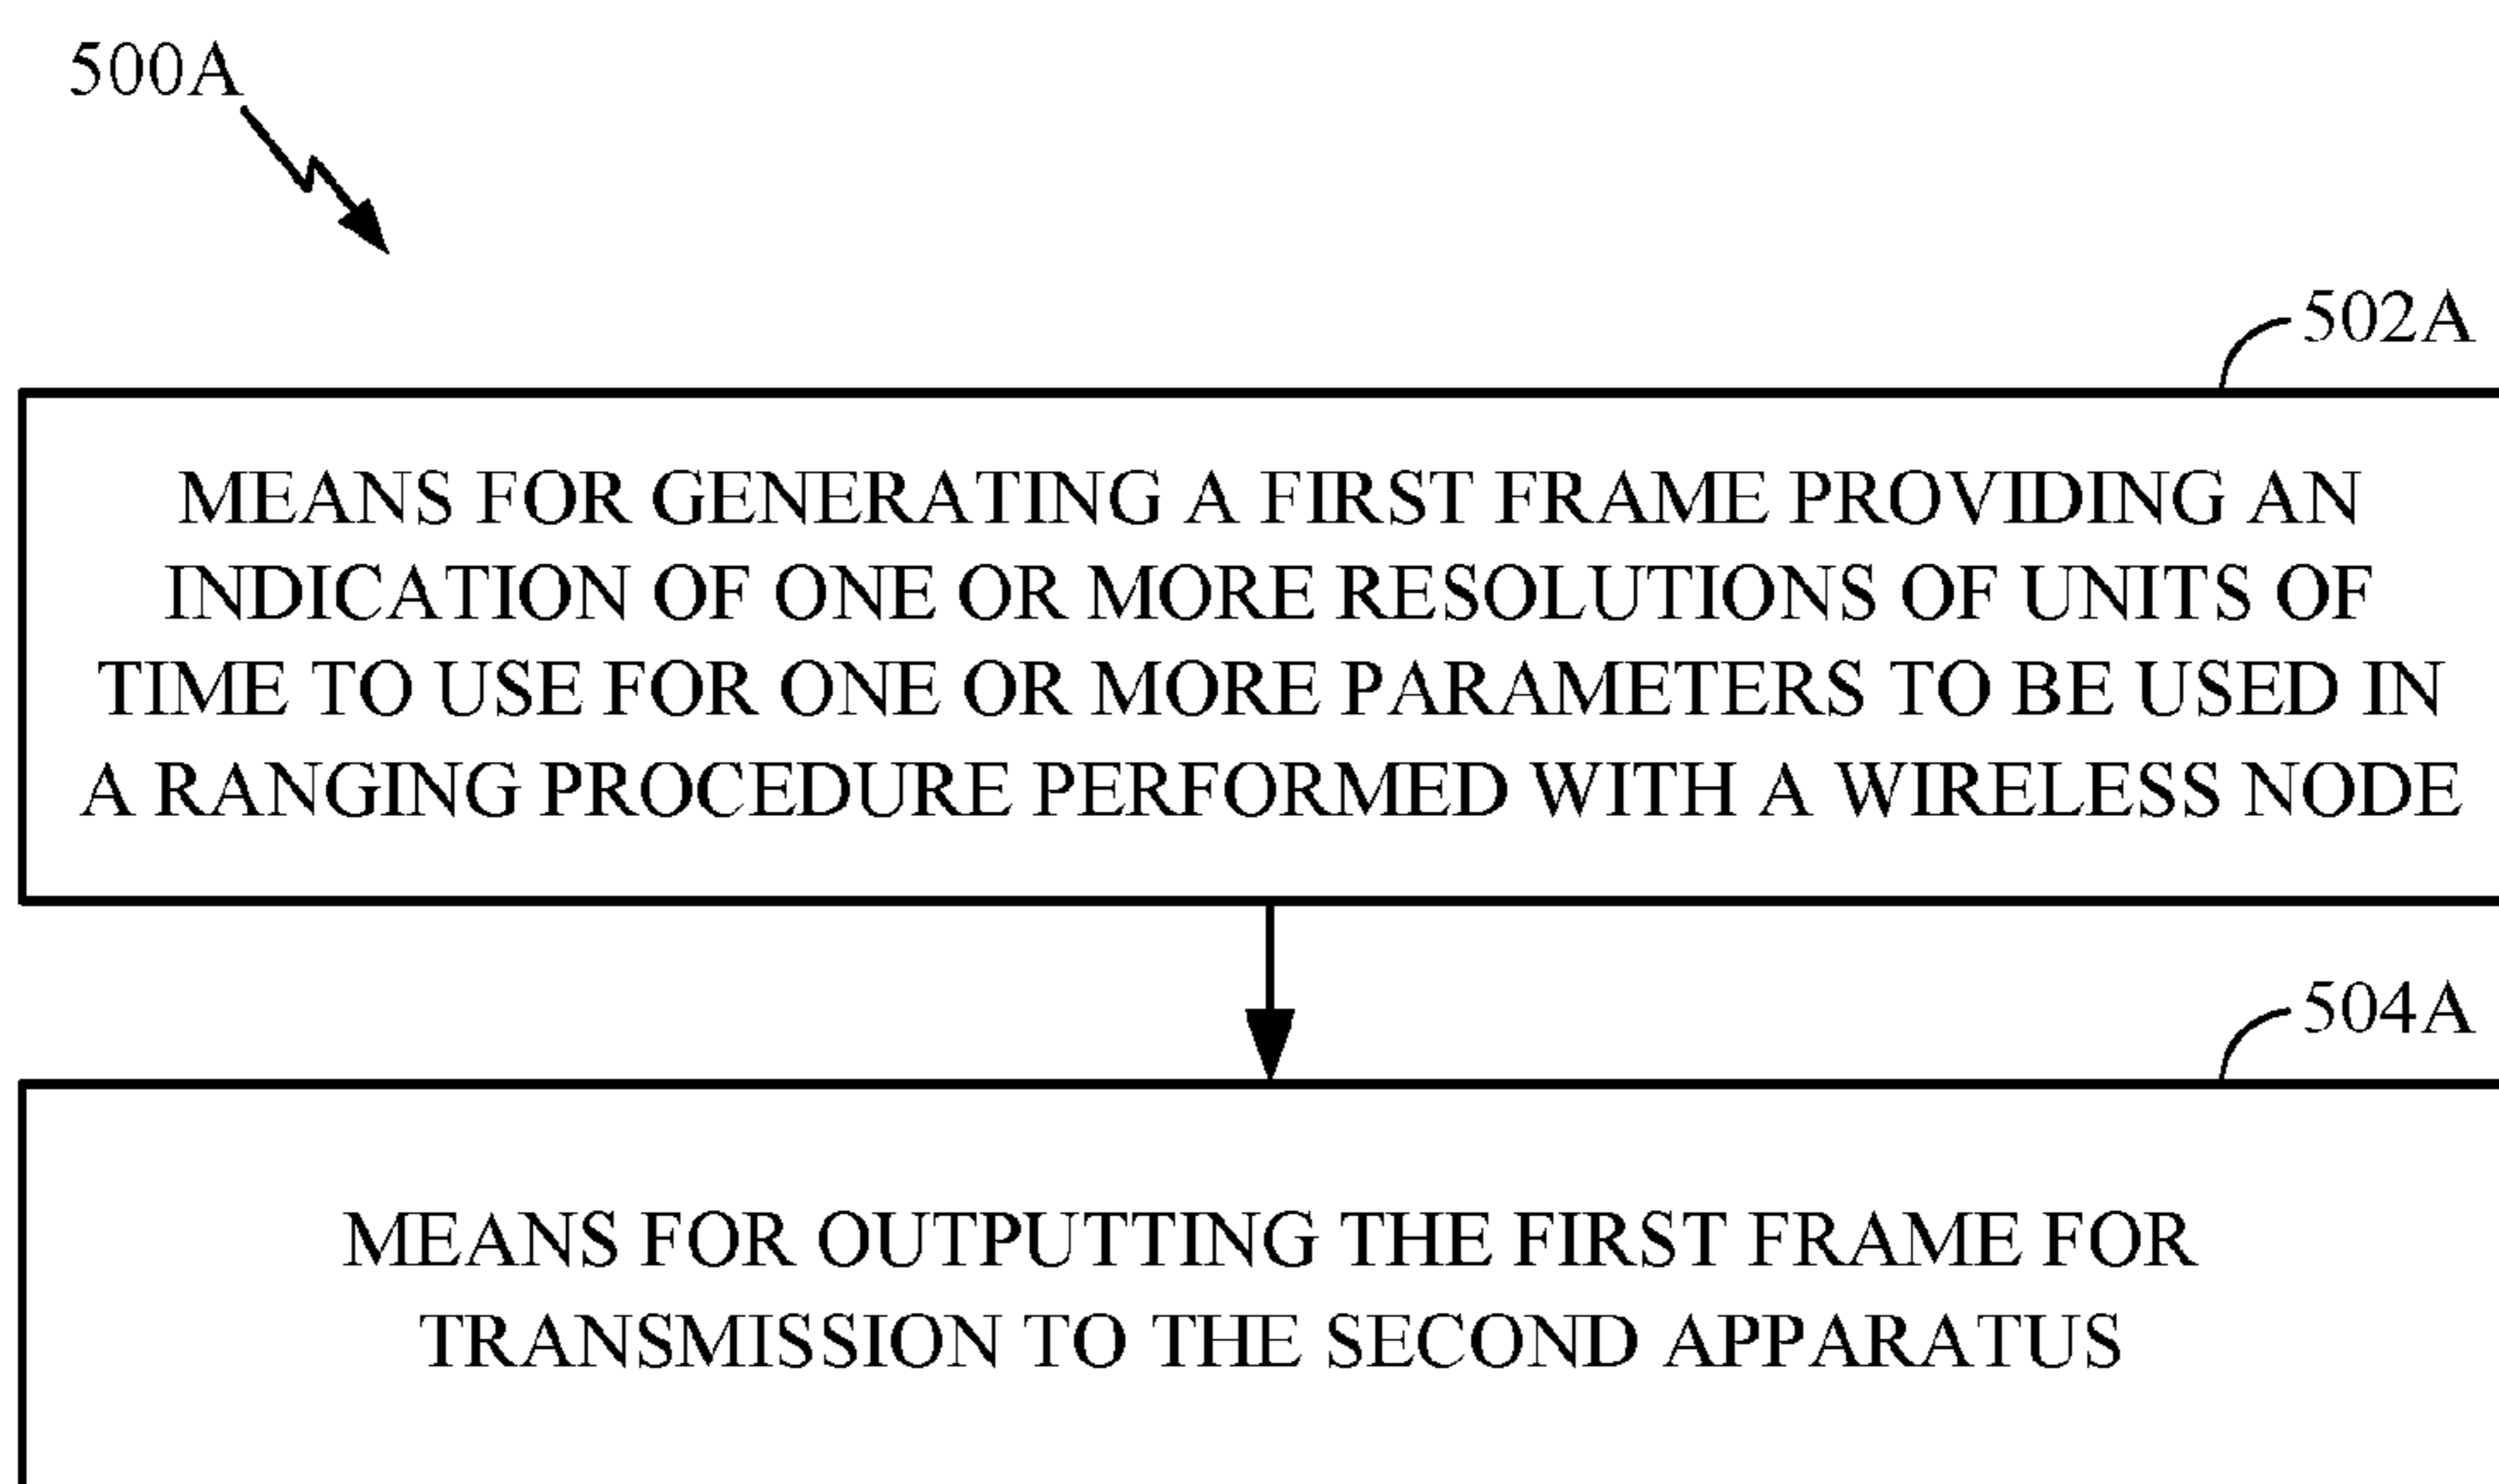 500A
502A
MEANS FOR GENERATING A FIRST FRAME PROVIDING AN
INDICATION OF ONE OR MORE RESOLUTIONS OF UNITS OF
TIME TO USE FOR ONE OR MORE PARAMETERS TO BE USED IN
A RANGING PROCEDURE PERFORMED WITH A WIRELESS NODE
504A
MEANS FOR OUTPUTTING THE FIRST FRAME FOR
TRANSMISSION TO THE SECOND APPARATUS